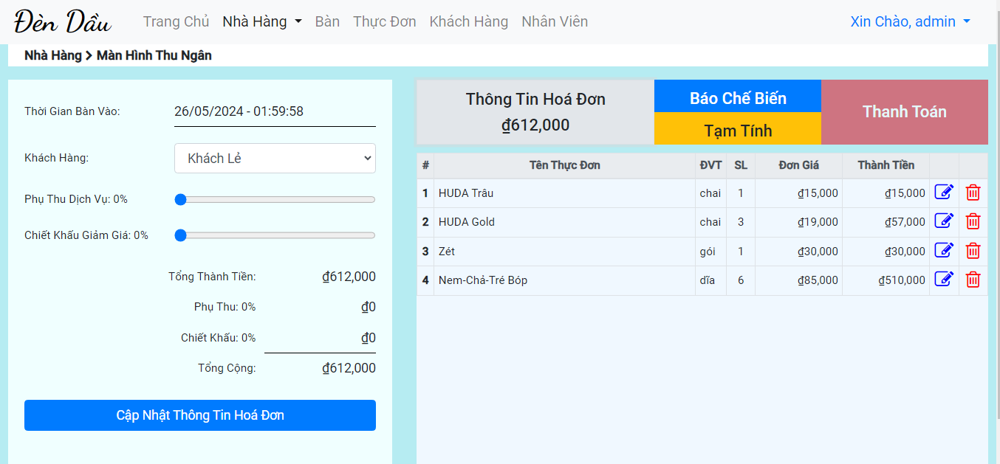 Đèn Dầu Trang Chủ Nhà Hàng Bàn Thực Đơn Khách Hàng Nhân Viên Xin Chào, admin
Nhà Hàng > Màn Hình Thu Ngân
Thời Gian Bàn Vào: 26/05/2024 - 01:59:58
Khách Hàng: Khách Lẻ
Phụ Thu Dịch Vụ: 0%
Chiết Khấu Giảm Giá: 0%
Tổng Thành Tiền: ₫612,000
Phụ Thu: 0% ₫0
Chiết Khấu: 0% ₫0
Tổng Cộng: ₫612,000
Cập Nhật Thông Tin Hoá Đơn
Thông Tin Hoá Đơn
₫612,000
Báo Chế Biến
Tạm Tính
Thanh Toán
# Tên Thực Đơn ĐVT SL Đơn Giá Thành Tiền
1 HUDA Trâu chai 1 ₫15,000 ₫15,000
2 HUDA Gold chai 3 ₫19,000 ₫57,000
3 Zét gói 1 ₫30,000 ₫30,000
4 Nem-Chả-Tré Bóp dĩa 6 ₫85,000 ₫510,000